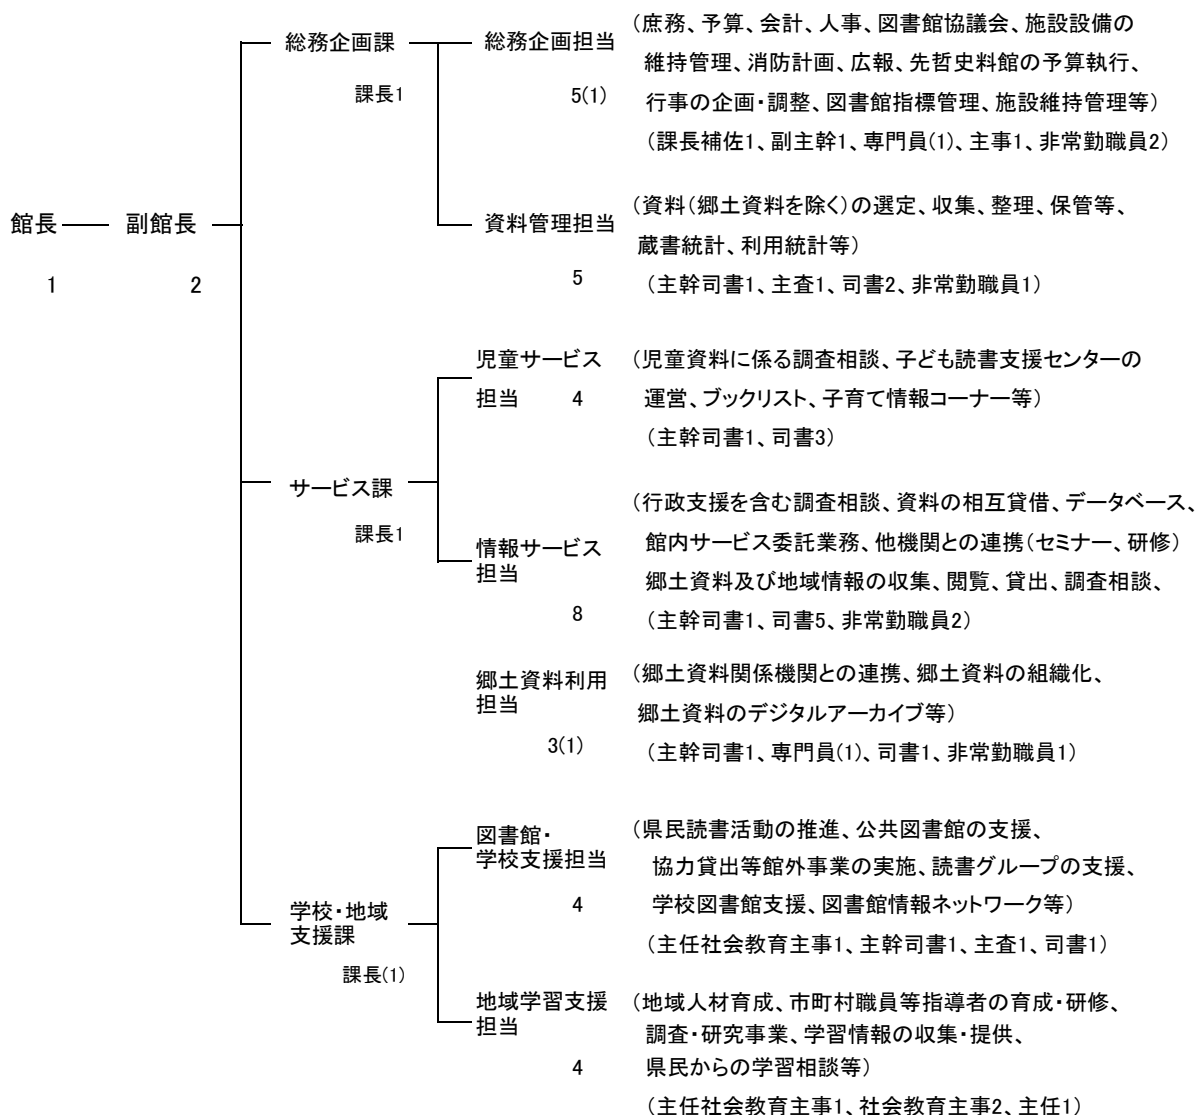 館長
1
副館長
2
総務企画課
課長1
総務企画担当
5(1)
(庶務、予算、会計、人事、図書館協議会、施設設備の
維持管理、消防計画、広報、先哲史料館の予算執行、
行事の企画・調整、図書館指標管理、施設維持管理等)
(課長補佐1、副主幹1、専門員(1)、主事1、非常勤職員2)
資料管理担当
5
(資料(郷土資料を除く)の選定、収集、整理、保管等、
蔵書統計、利用統計等)
(主幹司書1、主査1、司書2、非常勤職員1)
サービス課
課長1
児童サービス
担当 4
(児童資料に係る調査相談、子ども読書支援センターの
運営、ブックリスト、子育て情報コーナー等)
(主幹司書1、司書3)
情報サービス
担当
8
(行政支援を含む調査相談、資料の相互貸借、データベース、
館内サービス委託業務、他機関との連携(セミナー、研修)
郷土資料及び地域情報の収集、閲覧、貸出、調査相談、
(主幹司書1、司書5、非常勤職員2)
郷土資料利用
担当
3(1)
(郷土資料関係機関との連携、郷土資料の組織化、
郷土資料のデジタルアーカイブ等)
(主幹司書1、専門員(1)、司書1、非常勤職員1)
学校・地域
支援課
課長(1)
図書館・
学校支援担当
4
(県民読書活動の推進、公共図書館の支援、
協力貸出等館外事業の実施、読書グループの支援、
学校図書館支援、図書館情報ネットワーク等)
(主任社会教育主事1、主幹司書1、主査1、司書1)
地域学習支援
担当
4
(地域人材育成、市町村職員等指導者の育成・研修、
調査・研究事業、学習情報の収集・提供、
県民からの学習相談等)
(主任社会教育主事1、社会教育主事2、主任1)